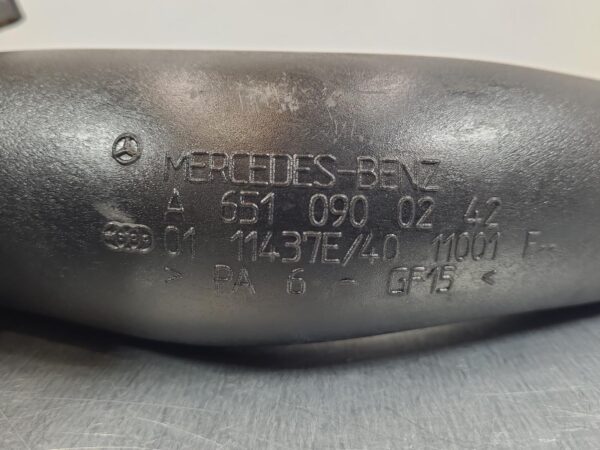 MERCEDES-BENZ
A 651 090 02 42
01 11437E/40 11001 F--
> PA 6 - GF15 <